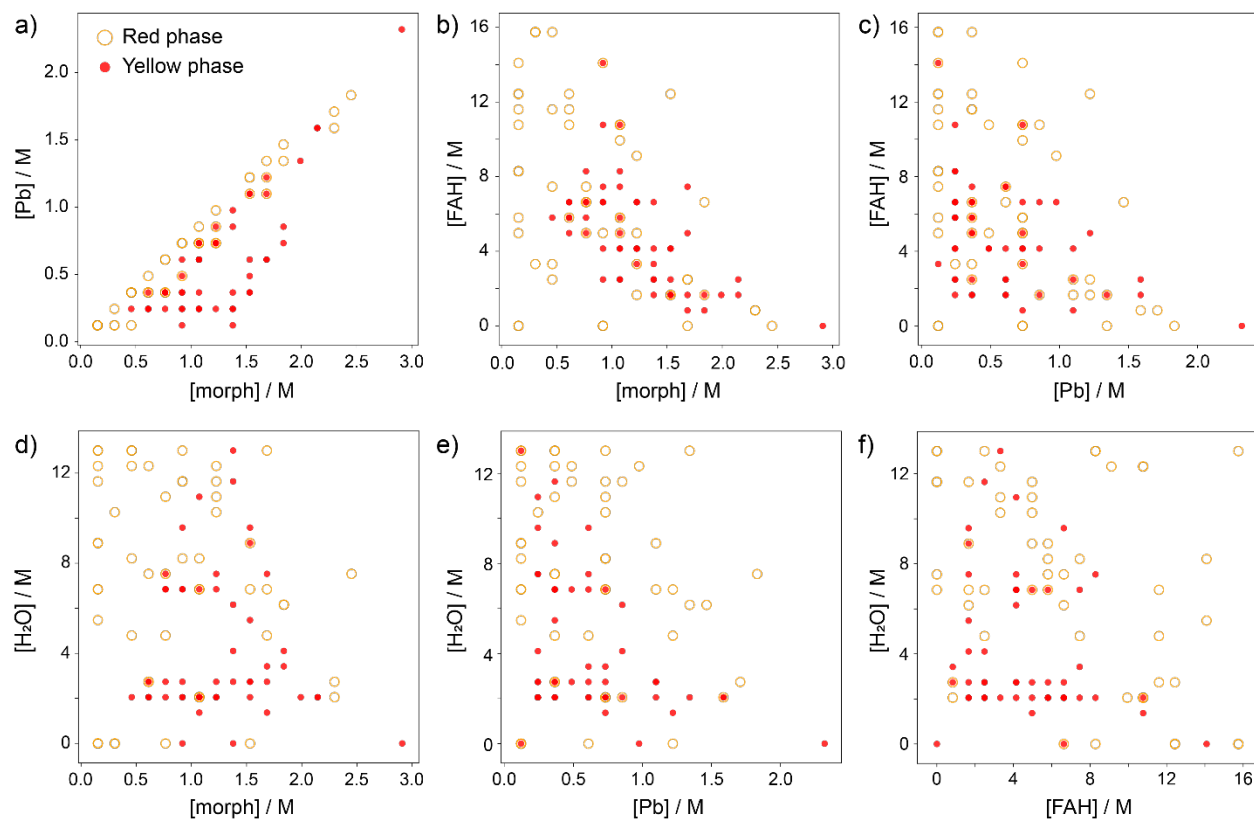 a)
Red phase
Yellow phase
[Pb] / M
2.0
1.5
1.0
0.5
0.0
0.0 0.5 1.0 1.5 2.0 2.5 3.0
[morph] / M
b)
[FAH] / M
16
12
8
4
0
0.0 0.5 1.0 1.5 2.0 2.5 3.0
[morph] / M
c)
[FAH] / M
16
12
8
4
0
0.0 0.5 1.0 1.5 2.0
[Pb] / M
d)
[H₂O] / M
12
8
4
0
0.0 0.5 1.0 1.5 2.0 2.5 3.0
[morph] / M
e)
[H₂O] / M
12
8
4
0
0.0 0.5 1.0 1.5 2.0
[Pb] / M
f)
[H₂O] / M
12
8
4
0
0 4 8 12 16
[FAH] / M